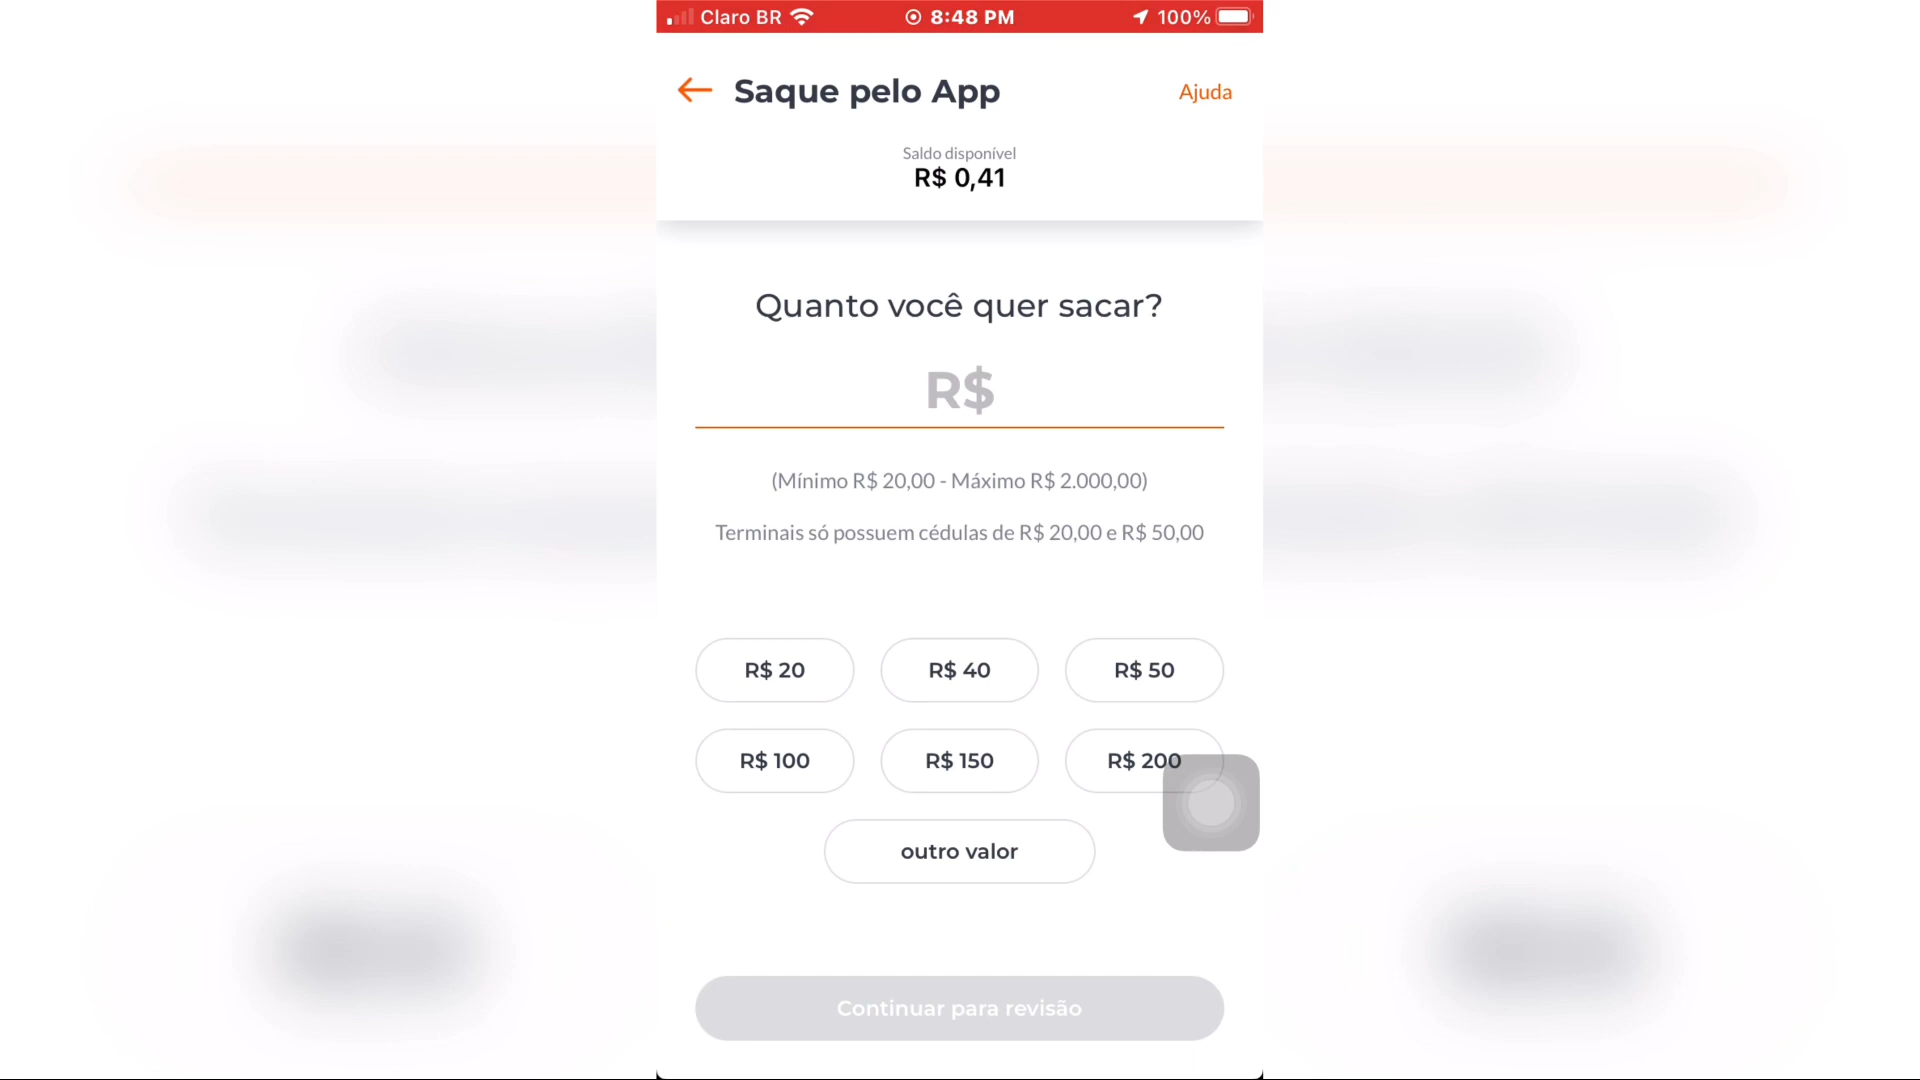 Claro BR 8:48 PM 100%
Saque pelo App Ajuda
Saldo disponível
R$ 0,41
Quanto você quer sacar?
R$
(Mínimo R$ 20,00 - Máximo R$ 2.000,00)
Terminais só possuem cédulas de R$ 20,00 e R$ 50,00
R$ 20 R$ 40 R$ 50
R$ 100 R$ 150 R$ 200
outro valor
Continuar para revisão